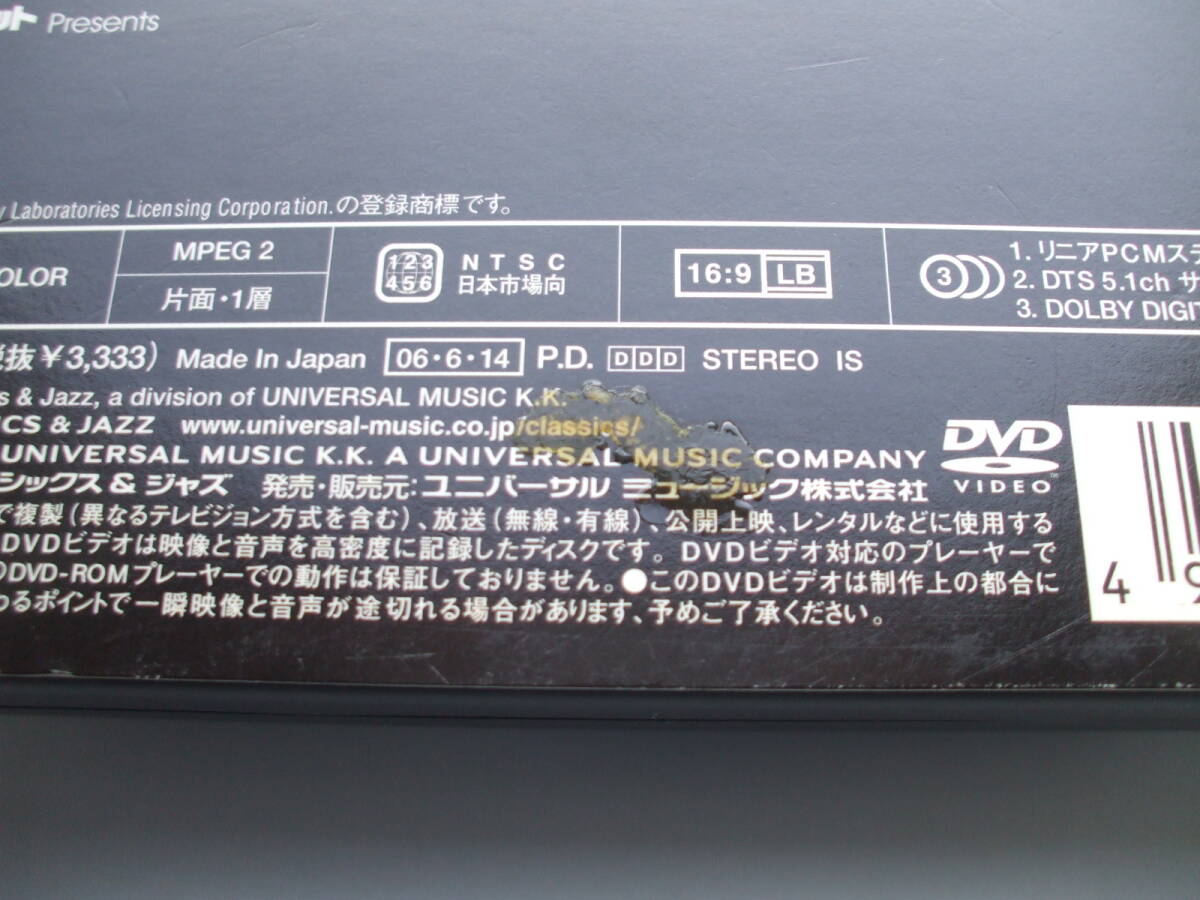 ット Presents
Laboratories Licensing Corporation.の登録商標です。
COLOR
MPEG 2
片面・1層
123
456
NTSC
日本市場向
16:9 LB
3
1. リニアPCMステ
2. DTS 5.1ch サ
3. DOLBY DIGIT
抜 ¥3,333) Made In Japan 06・6・14 P.D. DDD STEREO IS
s & Jazz, a division of UNIVERSAL MUSIC K.K.
ICS & JAZZ www.universal-music.co.jp/classics/
UNIVERSAL MUSIC K.K. A UNIVERSAL MUSIC COMPANY
シックス & ジャズ 発売・販売元:ユニバーサル ミュージック株式会社
DVD
VIDEO
で複製(異なるテレビジョン方式を含む)、放送(無線・有線)、公開上映、レンタルなどに使用する
DVDビデオは映像と音声を高密度に記録したディスクです。DVDビデオ対応のプレーヤーで
のDVD-ROMプレーヤーでの動作は保証しておりません。●このDVDビデオは制作上の都合に
わるポイントで一瞬映像と音声が途切れる場合があります、予めご了承ください。
4